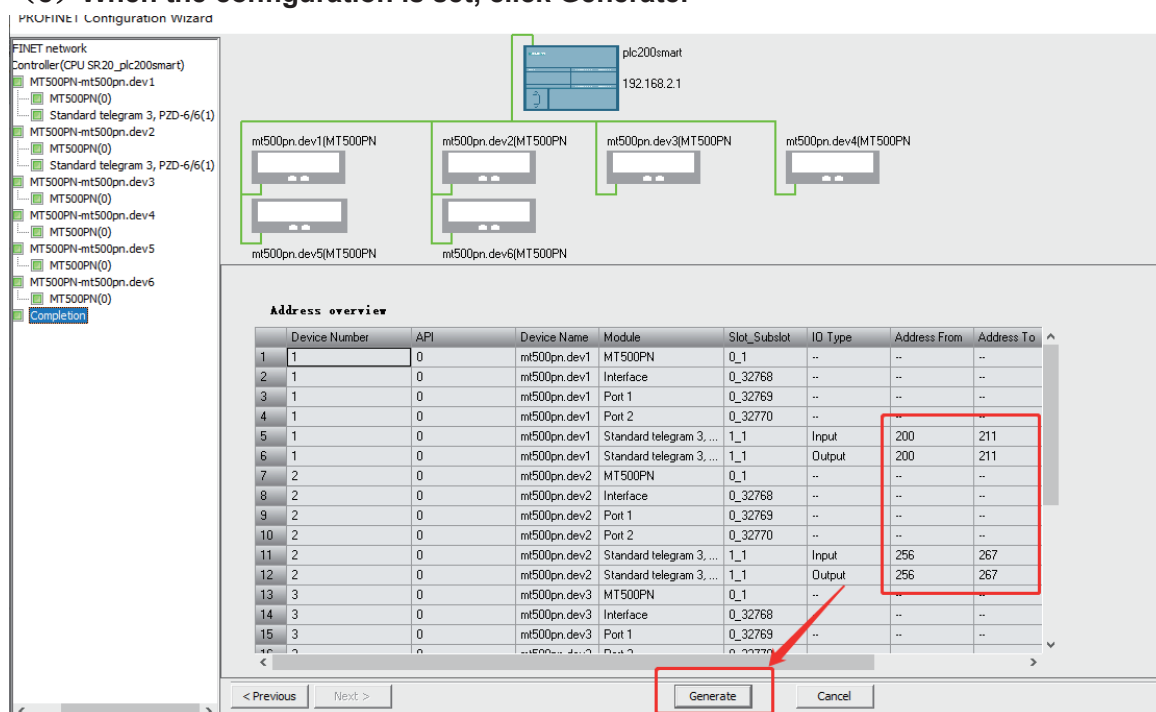 (8) When the configuration is set, click Generate.
PROFINET Configuration Wizard
FINET network
Controller(CPU SR20_plc200smart)
MT500PN-mt500pn.dev1
MT500PN(0)
Standard telegram 3, PZD-6/6(1)
MT500PN-mt500pn.dev2
MT500PN(0)
Standard telegram 3, PZD-6/6(1)
MT500PN-mt500pn.dev3
MT500PN(0)
MT500PN-mt500pn.dev4
MT500PN(0)
MT500PN-mt500pn.dev5
MT500PN(0)
MT500PN-mt500pn.dev6
MT500PN(0)
Completion
plc200smart
192.168.2.1
mt500pn.dev1(MT500PN mt500pn.dev2(MT500PN mt500pn.dev3(MT500PN mt500pn.dev4(MT500PN
mt500pn.dev5(MT500PN mt500pn.dev6(MT500PN
Address overview
Device Number API Device Name Module Slot_Subslot IO Type Address From Address To
1 1 0 mt500pn.dev1 MT500PN 0_1 -- -- --
2 1 0 mt500pn.dev1 Interface 0_32768 -- -- --
3 1 0 mt500pn.dev1 Port 1 0_32769 -- -- --
4 1 0 mt500pn.dev1 Port 2 0_32770 -- -- --
5 1 0 mt500pn.dev1 Standard telegram 3, ... 1_1 Input 200 211
6 1 0 mt500pn.dev1 Standard telegram 3, ... 1_1 Output 200 211
7 2 0 mt500pn.dev2 MT500PN 0_1 -- -- --
8 2 0 mt500pn.dev2 Interface 0_32768 -- -- --
9 2 0 mt500pn.dev2 Port 1 0_32769 -- -- --
10 2 0 mt500pn.dev2 Port 2 0_32770 -- -- --
11 2 0 mt500pn.dev2 Standard telegram 3, ... 1_1 Input 256 267
12 2 0 mt500pn.dev2 Standard telegram 3, ... 1_1 Output 256 267
13 3 0 mt500pn.dev3 MT500PN 0_1 -- -- --
14 3 0 mt500pn.dev3 Interface 0_32768 -- -- --
15 3 0 mt500pn.dev3 Port 1 0_32769 -- -- --
< Previous Next > Generate Cancel